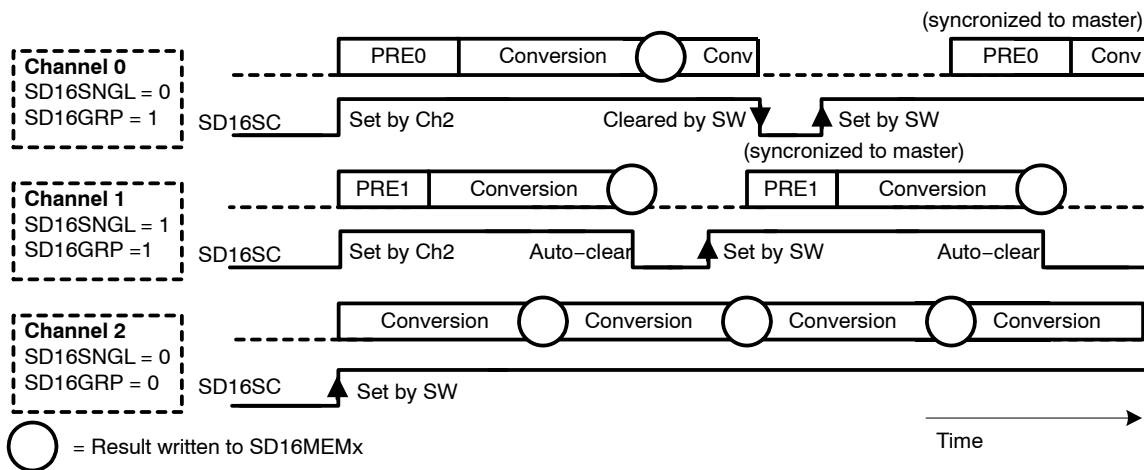 (syncronized to master)
PRE0 Conversion Conv PRE0 Conv
Channel 0
SD16SNGL = 0
SD16GRP = 1
SD16SC Set by Ch2 Cleared by SW Set by SW
(syncronized to master)
PRE1 Conversion PRE1 Conversion
Channel 1
SD16SNGL = 1
SD16GRP =1
SD16SC Set by Ch2 Auto−clear Set by SW Auto−clear
Conversion Conversion Conversion Conversion
Channel 2
SD16SNGL = 0
SD16GRP = 0
SD16SC Set by SW
= Result written to SD16MEMx
Time